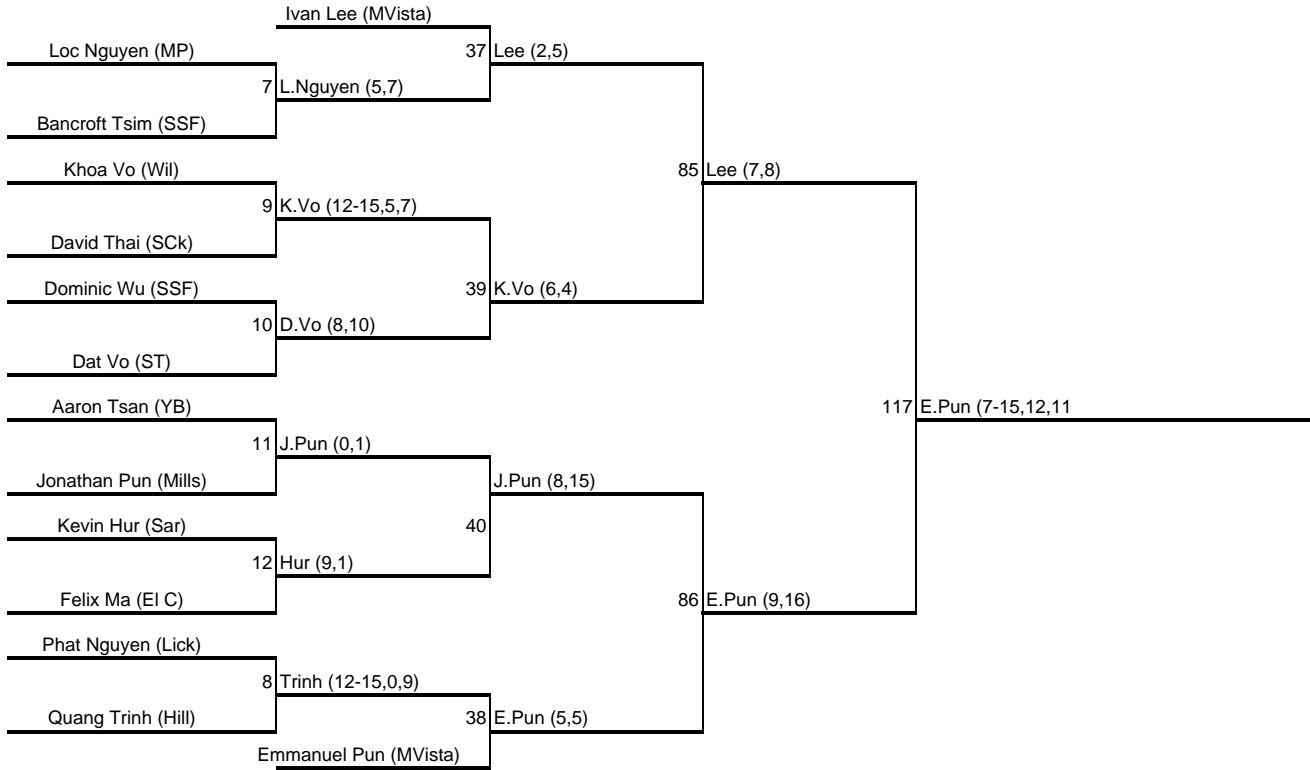 Ivan Lee (MVista)
Loc Nguyen (MP)
37 Lee (2,5)
7 L.Nguyen (5,7)
Bancroft Tsim (SSF)
Khoa Vo (Wil)
85 Lee (7,8)
9 K.Vo (12-15,5,7)
David Thai (SCk)
Dominic Wu (SSF)
39 K.Vo (6,4)
10 D.Vo (8,10)
Dat Vo (ST)
Aaron Tsan (YB)
117 E.Pun (7-15,12,11
11 J.Pun (0,1)
Jonathan Pun (Mills)
J.Pun (8,15)
Kevin Hur (Sar)
40
12 Hur (9,1)
Felix Ma (El C)
86 E.Pun (9,16)
Phat Nguyen (Lick)
8 Trinh (12-15,0,9)
Quang Trinh (Hill)
38 E.Pun (5,5)
Emmanuel Pun (MVista)